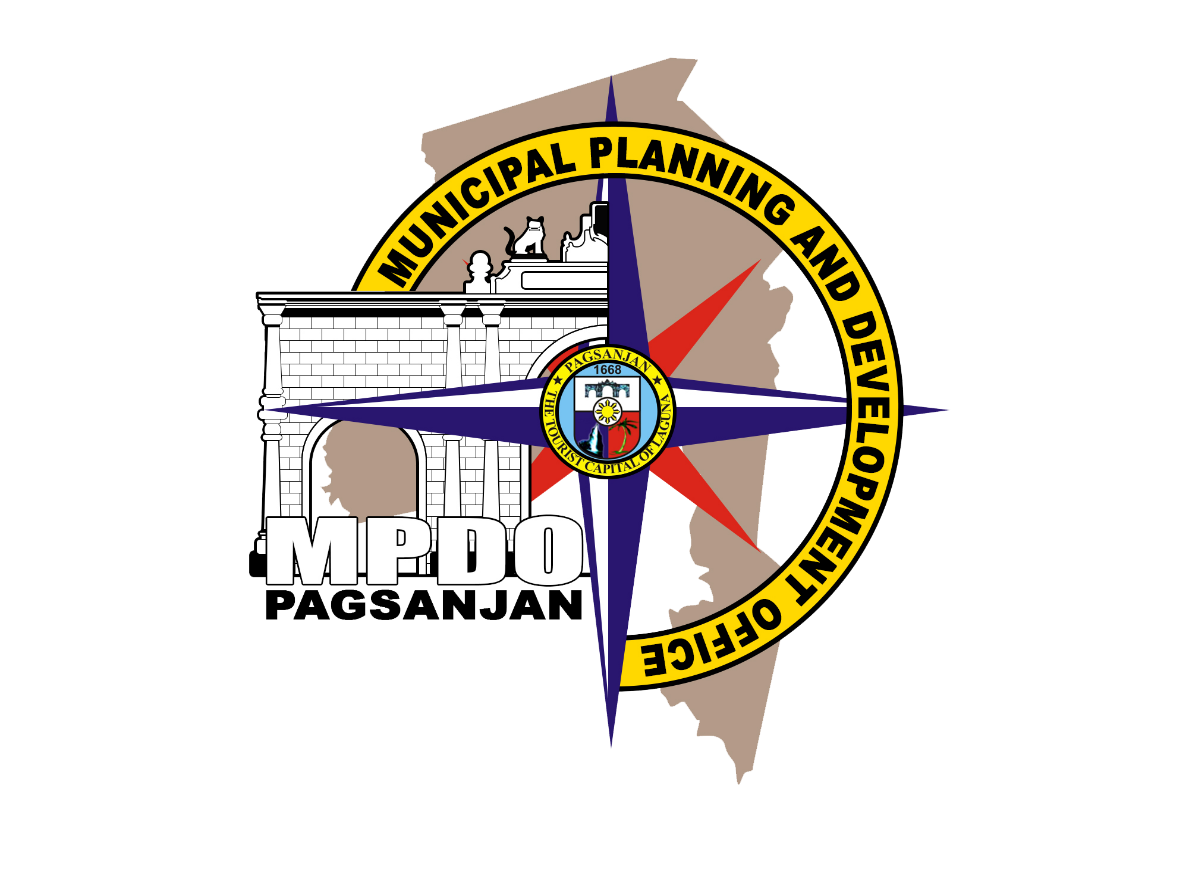 MUNICIPAL PLANNING AND DEVELOPMENT OFFICE
PAGSANJAN
1668
THE TOURIST CAPITAL OF LAGUNA
MPDO
PAGSANJAN